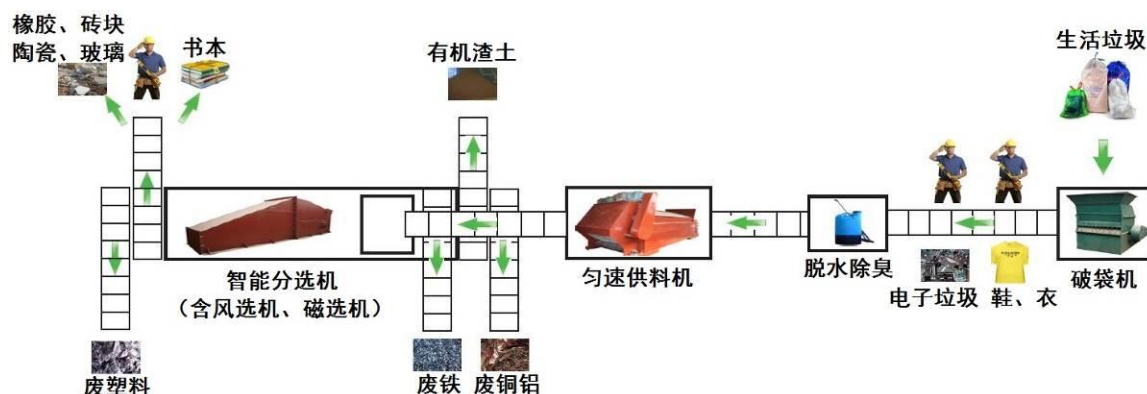 橡胶、砖块
陶瓷、玻璃
书本
有机渣土
生活垃圾
智能分选机
（含风选机、磁选机）
匀速供料机
脱水除臭
电子垃圾
鞋、衣
破袋机
废塑料
废铁
废铜铝